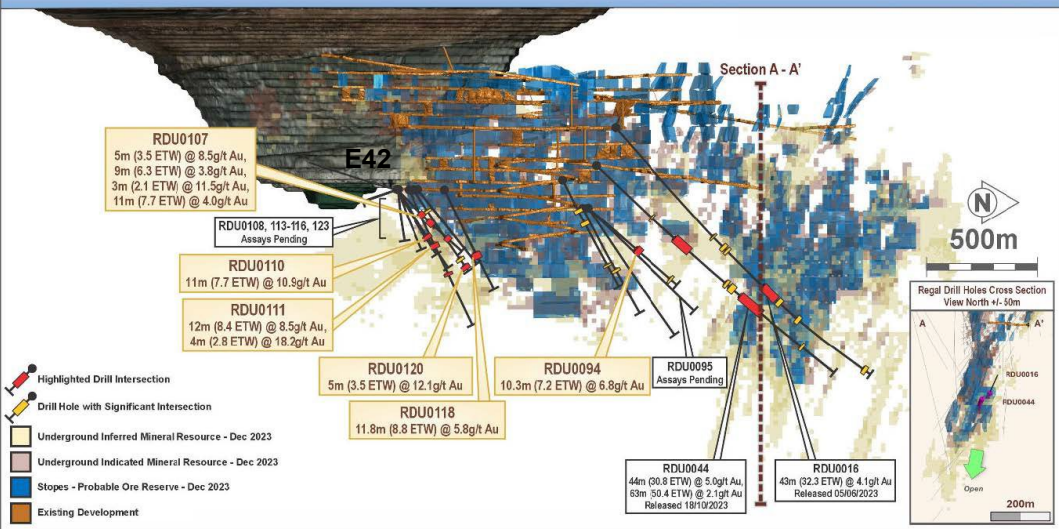 Section A - A'
E42
RDU0107
5m (3.5 ETW) @ 8.5g/t Au,
9m (6.3 ETW) @ 3.8g/t Au,
3m (2.1 ETW) @ 11.5g/t Au,
11m (7.7 ETW) @ 4.0g/t Au
RDU0108, 113-116, 123
Assays Pending
RDU0110
11m (7.7 ETW) @ 10.9g/t Au
RDU0111
12m (8.4 ETW) @ 8.5g/t Au,
4m (2.8 ETW) @ 18.2g/t Au
RDU0120
5m (3.5 ETW) @ 12.1g/t Au
RDU0118
11.8m (8.8 ETW) @ 5.8g/t Au
RDU0094
10.3m (7.2 ETW) @ 6.8g/t Au
RDU0095
Assays Pending
RDU0044
44m (30.8 ETW) @ 5.0g/t Au,
63m (50.4 ETW) @ 2.1g/t Au
Released 18/10/2023
RDU0016
43m (32.3 ETW) @ 4.1g/t Au
Released 05/06/2023
N
500m
Regal Drill Holes Cross Section
View North +/- 50m
A A'
RDU0016
RDU0044
Open
200m
Highlighted Drill Intersection
Drill Hole with Significant Intersection
Underground Inferred Mineral Resource - Dec 2023
Underground Indicated Mineral Resource - Dec 2023
Stopes - Probable Ore Reserve - Dec 2023
Existing Development